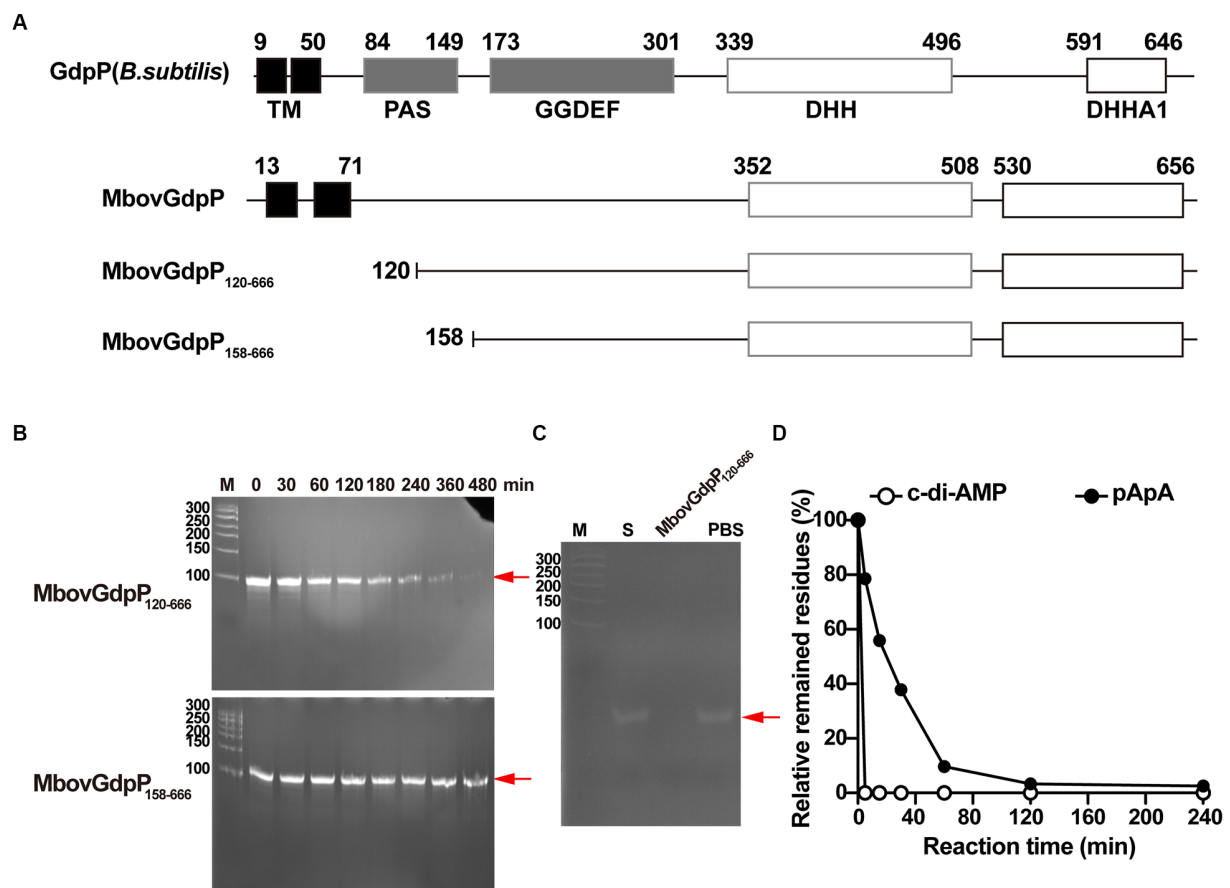 A
9 50 84 149 173 301 339 496 591 646
GdpP(B.subtilis)
TM PAS GGDEF DHH DHHA1
13 71 352 508 530 656
MbovGdpP
MbovGdpP120-666 120
MbovGdpP158-666 158
B
M 0 30 60 120 180 240 360 480 min
300
250
200
150
100
MbovGdpP120-666
300
250
200
150
100
MbovGdpP158-666
C
M S MbovGdpP120-666 PBS
300
250
200
150
100
D
c-di-AMP pApA
Relative remained residues (%)
100
80
60
40
20
0
0 40 80 120 160 200 240
Reaction time (min)